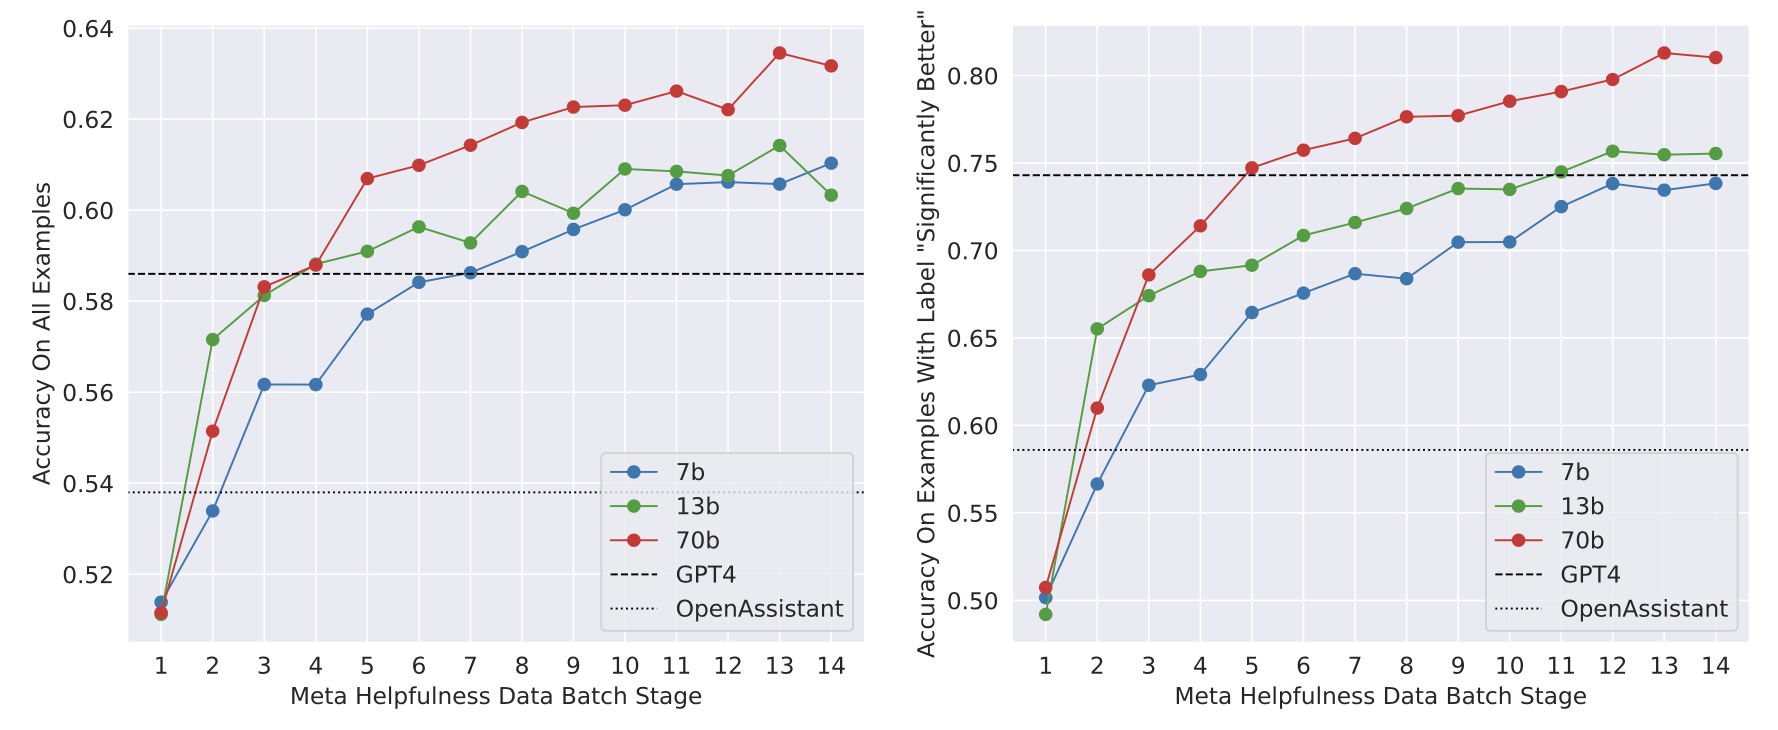 Accuracy On All Examples
0.64
0.62
0.60
0.58
0.56
0.54
0.52
7b
13b
70b
GPT4
OpenAssistant
1 2 3 4 5 6 7 8 9 10 11 12 13 14
Meta Helpfulness Data Batch Stage
Accuracy On Examples With Label "Significantly Better"
0.80
0.75
0.70
0.65
0.60
0.55
0.50
7b
13b
70b
GPT4
OpenAssistant
1 2 3 4 5 6 7 8 9 10 11 12 13 14
Meta Helpfulness Data Batch Stage